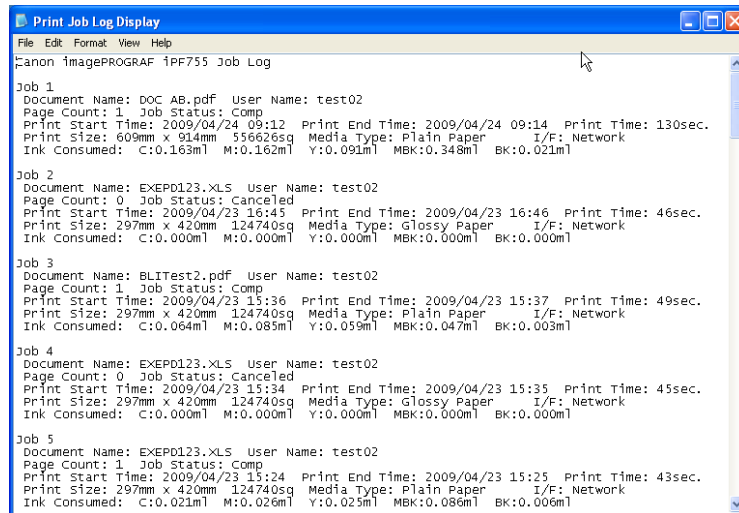 Print Job Log Display
File Edit Format View Help
Canon imagePROGRAF iPF755 Job Log
Job 1
Document Name: DOC AB.pdf User Name: test02
Page Count: 1 Job Status: Comp
Print Start Time: 2009/04/24 09:12 Print End Time: 2009/04/24 09:14 Print Time: 130sec.
Print Size: 609mm x 914mm 556626sq Media Type: Plain Paper I/F: Network
Ink Consumed: C:0.163ml M:0.162ml Y:0.091ml MBK:0.348ml BK:0.021ml
Job 2
Document Name: EXEPD123.XLS User Name: test02
Page Count: 0 Job Status: Canceled
Print Start Time: 2009/04/23 16:45 Print End Time: 2009/04/23 16:46 Print Time: 46sec.
Print Size: 297mm x 420mm 124740sq Media Type: Glossy Paper I/F: Network
Ink Consumed: C:0.000ml M:0.000ml Y:0.000ml MBK:0.000ml BK:0.000ml
Job 3
Document Name: BLITest2.pdf User Name: test02
Page Count: 1 Job Status: Comp
Print Start Time: 2009/04/23 15:36 Print End Time: 2009/04/23 15:37 Print Time: 49sec.
Print Size: 297mm x 420mm 124740sq Media Type: Plain Paper I/F: Network
Ink Consumed: C:0.064ml M:0.085ml Y:0.059ml MBK:0.047ml BK:0.003ml
Job 4
Document Name: EXEPD123.XLS User Name: test02
Page Count: 0 Job Status: Canceled
Print Start Time: 2009/04/23 15:34 Print End Time: 2009/04/23 15:35 Print Time: 45sec.
Print Size: 297mm x 420mm 124740sq Media Type: Glossy Paper I/F: Network
Ink Consumed: C:0.000ml M:0.000ml Y:0.000ml MBK:0.000ml BK:0.000ml
Job 5
Document Name: EXEPD123.XLS User Name: test02
Page Count: 1 Job Status: Comp
Print Start Time: 2009/04/23 15:24 Print End Time: 2009/04/23 15:25 Print Time: 43sec.
Print Size: 297mm x 420mm 124740sq Media Type: Plain Paper I/F: Network
Ink Consumed: C:0.021ml M:0.026ml Y:0.025ml MBK:0.086ml BK:0.006ml